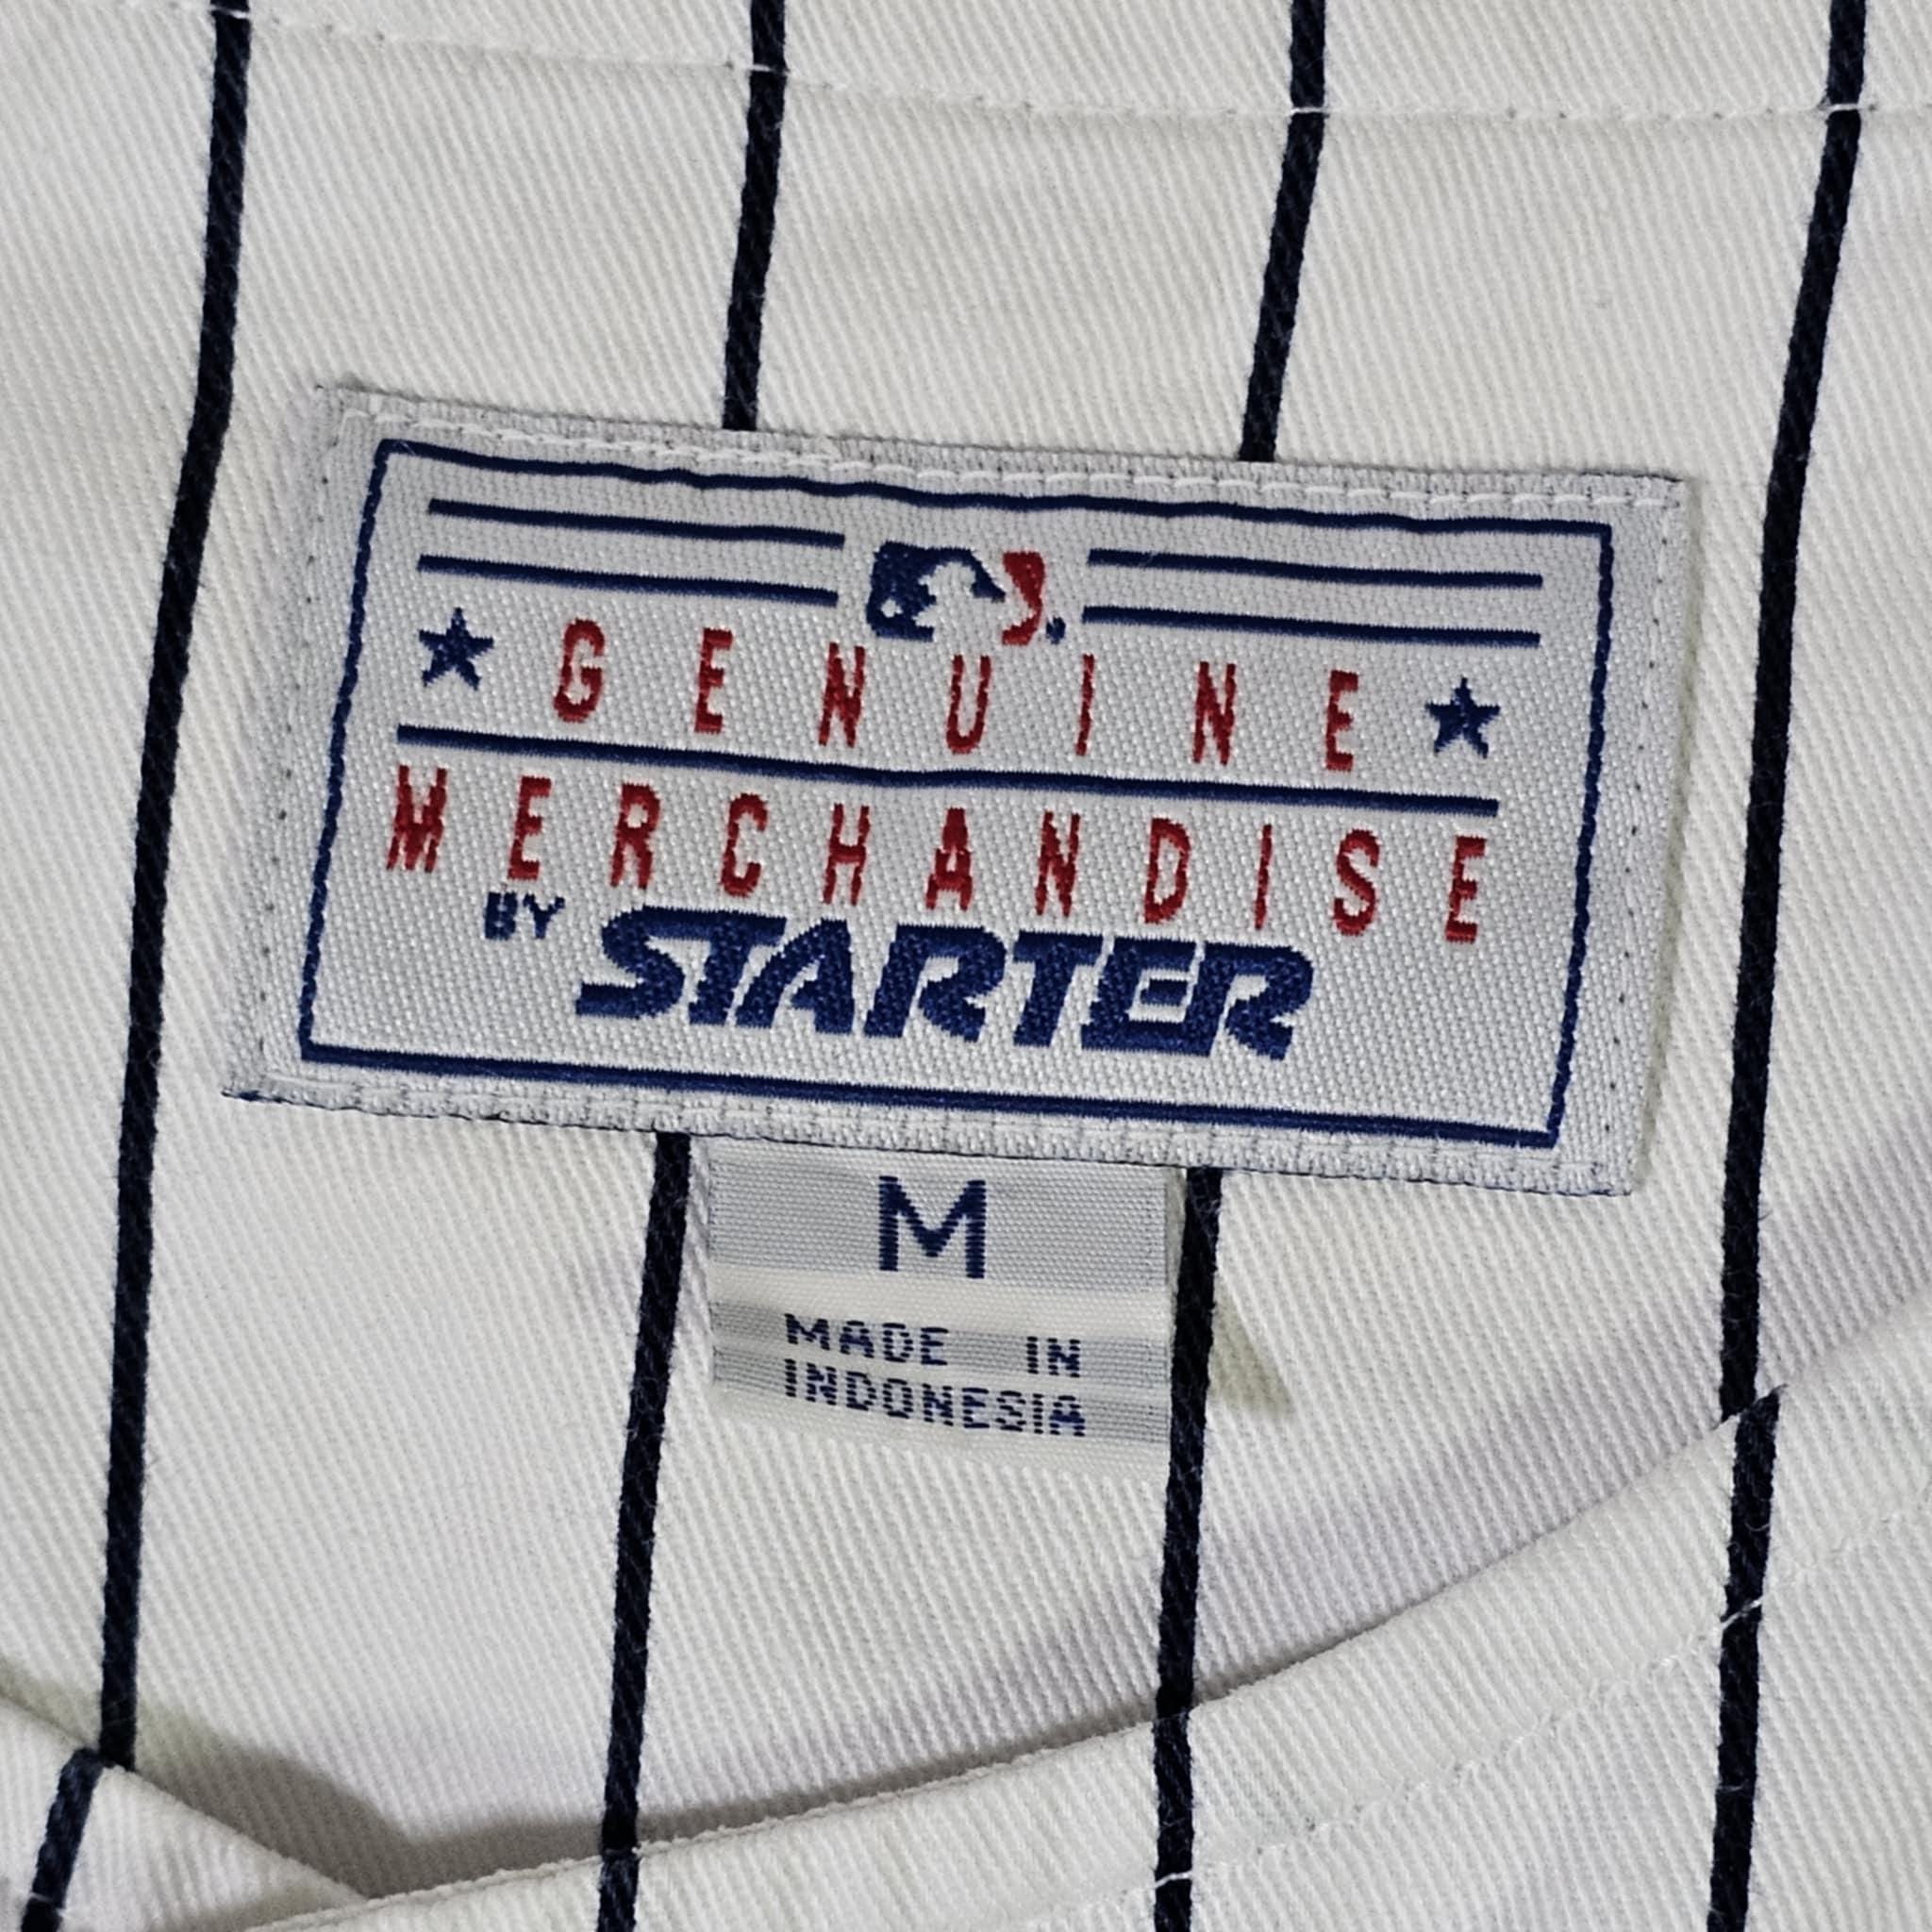 GENUINE
MERCHANDISE
BY STARTER
M
MADE IN
INDONESIA